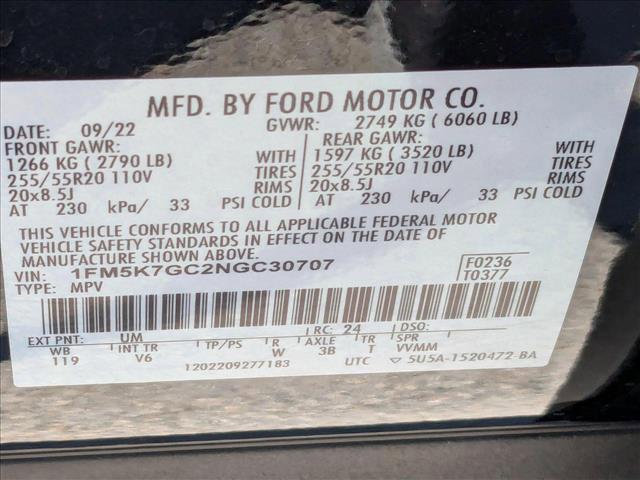 MFD. BY FORD MOTOR CO.
DATE: 09/22 GVWR: 2749 KG ( 6060 LB)
FRONT GAWR: REAR GAWR:
1266 KG ( 2790 LB) WITH 1597 KG ( 3520 LB) WITH
255/55R20 110V TIRES 255/55R20 110V TIRES
20x8.5J RIMS 20x8.5J RIMS
AT 230 kPa/ 33 PSI COLD AT 230 kPa/ 33 PSI COLD
THIS VEHICLE CONFORMS TO ALL APPLICABLE FEDERAL MOTOR
VEHICLE SAFETY STANDARDS IN EFFECT ON THE DATE OF
MANUFACTURE SHOWN ABOVE.
VIN: 1FM5K7GC2NGC30707 F0236
TYPE: MPV T0377
EXT PNT: UM RC: 24 DSO:
WB INT TR TP/PS R AXLE TR SPR
119 V6 W 3B T VVMM
1202209277183 UTC ▽ 5U5A-1520472-BA